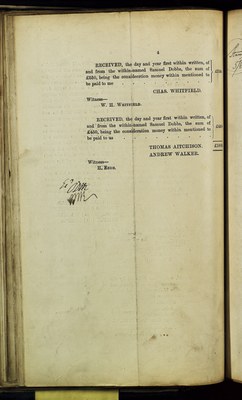 4
RECEIVED, the day and year first within written, of
and from the within-named Samuel Dobbs, the sum of
£250, being the consideration money within mentioned to
be paid to me
CHAS. WHITFIELD.
Witness—
W. H. WHITFIELD.
RECEIVED, the day and year first within written, of
and from the within-named Samuel Dobbs, the sum of
£450, being the consideration money within mentioned to
be paid to us
THOMAS AITCHISON.
ANDREW WALKER.
Witness—